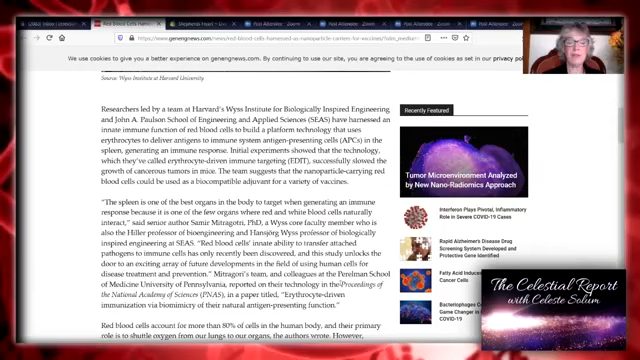 Red Blood Cells Harnessed
https://www.genengnews.com/news/red-blood-cells-harnessed-as-nanoparticle-carriers-for-vaccines/?utm_medium=
We use cookies to give you a better experience on genengnews.com. By continuing to use our site, you are agreeing to the use of cookies as set in our privacy
Source: Wyss Institute at Harvard University
Researchers led by a team at Harvard's Wyss Institute for Biologically Inspired Engineering
and John A. Paulson School of Engineering and Applied Sciences (SEAS) have harnessed an
innate immune function of red blood cells to build a platform technology that uses
erythrocytes to deliver antigens to immune system antigen-presenting cells (APCs) in the
spleen, generating an immune response. Initial experiments showed that the technology,
which they've called erythrocyte-driven immune targeting (EDIT), successfully slowed the
growth of cancerous tumors in mice. The team suggests that the nanoparticle-carrying red
blood cells could be used as a biocompatible adjuvant for a variety of vaccines.
"The spleen is one of the best organs in the body to target when generating an immune
response because it is one of the few organs where red and white blood cells naturally
interact," said senior author Samir Mitragotri, PhD, a Wyss core faculty member who is
also the Hiller professor of bioengineering and Hansjörg Wyss professor of biologically
inspired engineering at SEAS. "Red blood cells' innate ability to transfer attached
pathogens to immune cells has only recently been discovered, and this study unlocks the
door to an exciting array of future developments in the field of using human cells for
disease treatment and prevention." Mitragotri's team, and colleagues at the Perelman School
of Medicine University of Pennsylvania, reported on their technology in the Proceedings
of the National Academy of Sciences (PNAS), in a paper titled, "Erythrocyte-driven
immunization via biomimicry of their natural antigen-presenting function."
Red blood cells account for more than 80% of cells in the human body, and their primary
role is to shuttle oxygen from our lungs to our organs, the authors wrote. However,
Recently Featured
Tumor Microenvironment Analyzed
by New Nano-Radiomics Approach
Interferon Plays Pivotal, Inflammatory
Role in Severe COVID-19 Cases
Rapid Alzheimer's Disease Drug
Screening System Developed and
Protective Gene Identified
Fatty Acid
Cancer Cells
Bacteriophages
Game Changer in
COVID-19
The Celestial Report
with Celeste Solum